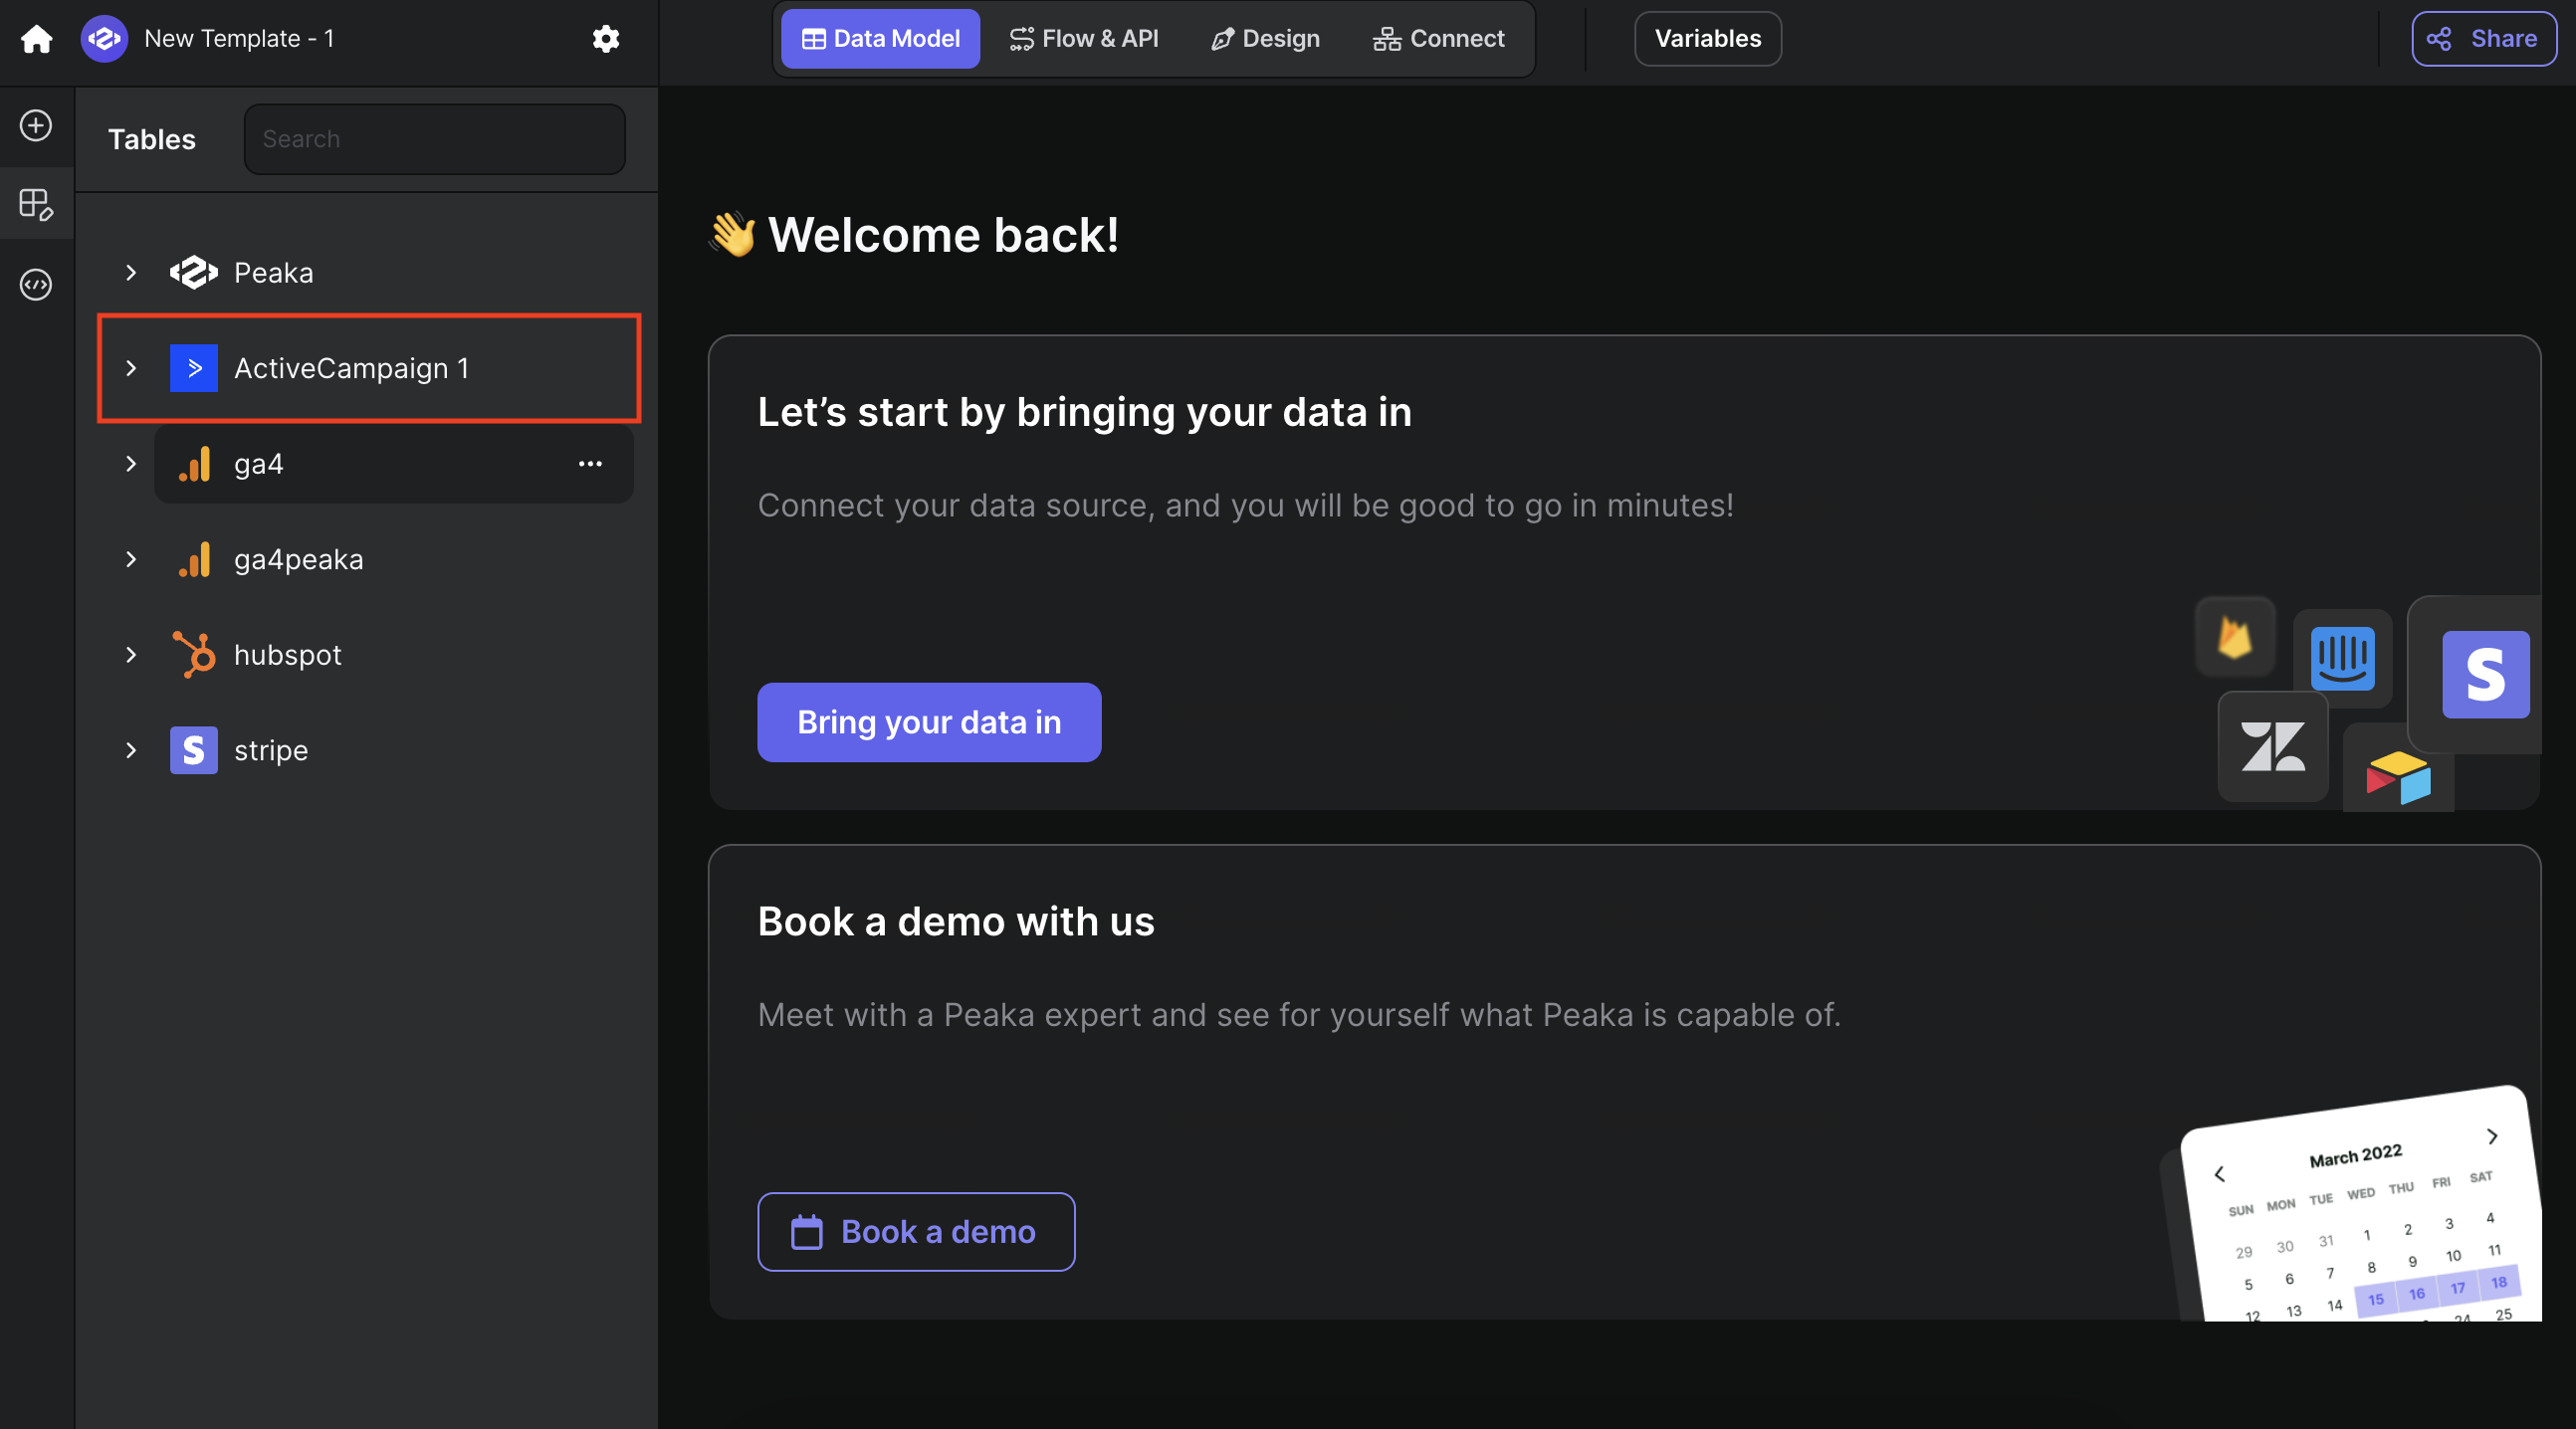 New Template - 1
Data Model
Flow & API
Design
Connect
Variables
Share
Tables
Search
Peaka
ActiveCampaign 1
ga4
ga4peaka
hubspot
stripe
👋 Welcome back!
Let’s start by bringing your data in
Connect your data source, and you will be good to go in minutes!
Bring your data in
Book a demo with us
Meet with a Peaka expert and see for yourself what Peaka is capable of.
Book a demo
March 2022
SUN MON TUE WED THU FRI SAT
29 30 31 1 2 3 4
5 6 7 8 9 10 11
12 13 14 15 16 17 18
24 25